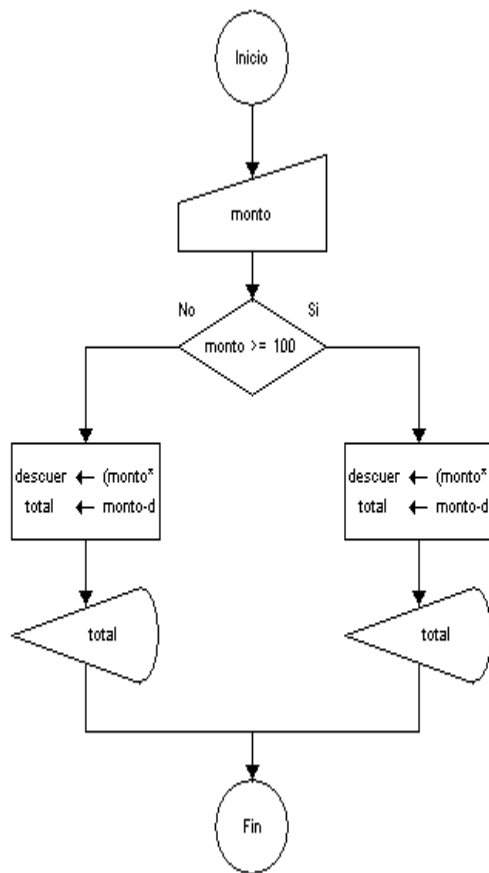 Inicio
monto
No
Si
monto >= 100
descuer ← (monto*
total ← monto-d
descuer ← (monto*
total ← monto-d
total
total
Fin